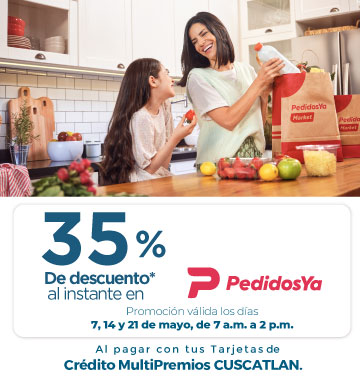 PedidosYa
Market
PedidosYa
Market
35%
De descuento*
al instante en
PedidosYa
Promoción válida los días
7, 14 y 21 de mayo, de 7 a.m. a 2 p.m.
Al pagar con tus Tarjetas de
Crédito MultiPremios CUSCATLAN.